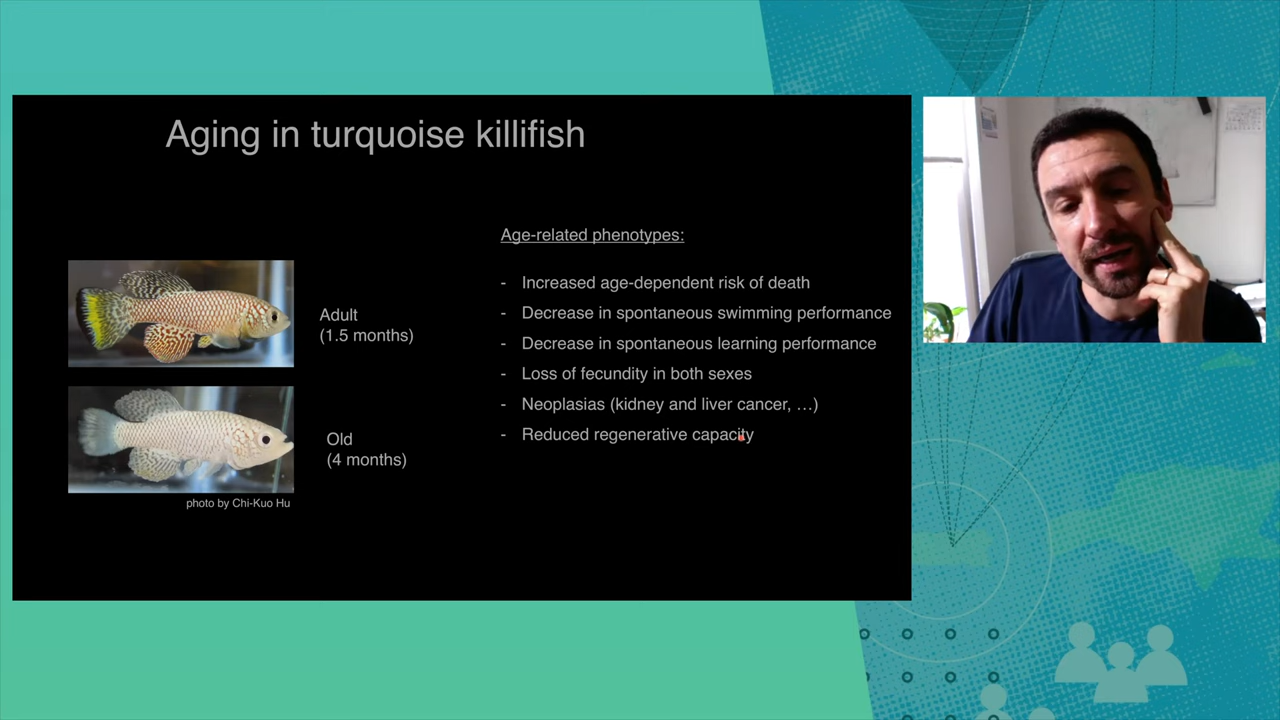 Aging in turquoise killifish
Adult
(1.5 months)
Old
(4 months)
photo by Chi-Kuo Hu
Age-related phenotypes:
- Increased age-dependent risk of death
- Decrease in spontaneous swimming performance
- Decrease in spontaneous learning performance
- Loss of fecundity in both sexes
- Neoplasias (kidney and liver cancer, …)
- Reduced regenerative capacity